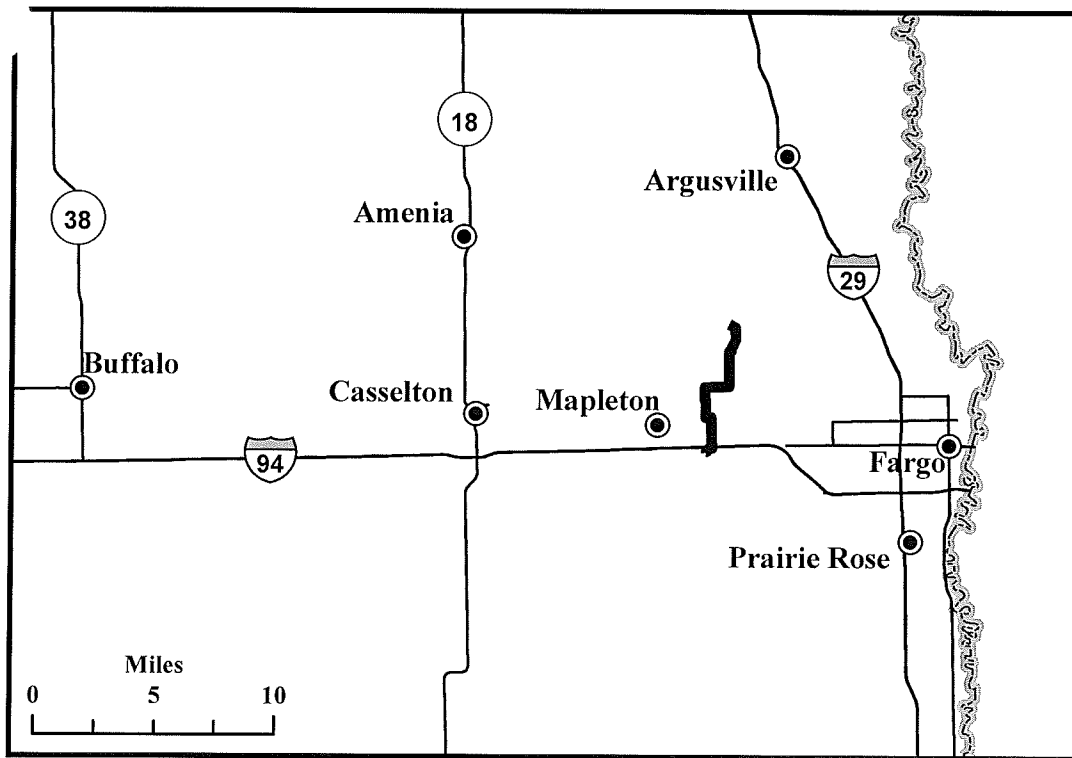 18
Argusville
38
Amenia
29
Buffalo
Casselton
Mapleton
94
Fargo
Prairie Rose
Miles
0 5 10